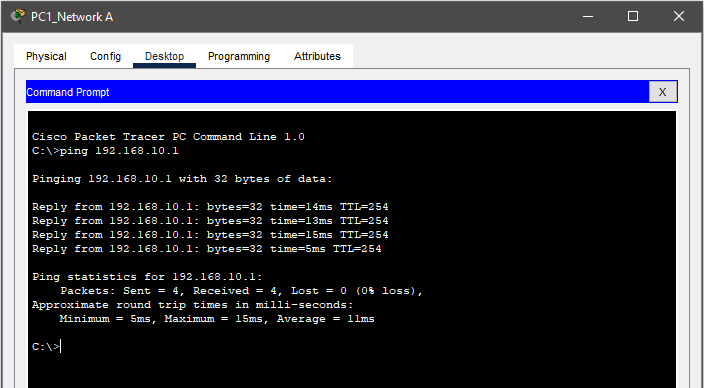 PC1_Network A
Physical Config Desktop Programming Attributes
Command Prompt X
Cisco Packet Tracer PC Command Line 1.0
C:\>ping 192.168.10.1
Pinging 192.168.10.1 with 32 bytes of data:
Reply from 192.168.10.1: bytes=32 time=14ms TTL=254
Reply from 192.168.10.1: bytes=32 time=13ms TTL=254
Reply from 192.168.10.1: bytes=32 time=15ms TTL=254
Reply from 192.168.10.1: bytes=32 time=5ms TTL=254
Ping statistics for 192.168.10.1:
Packets: Sent = 4, Received = 4, Lost = 0 (0% loss),
Approximate round trip times in milli-seconds:
Minimum = 5ms, Maximum = 15ms, Average = 11ms
C:\>